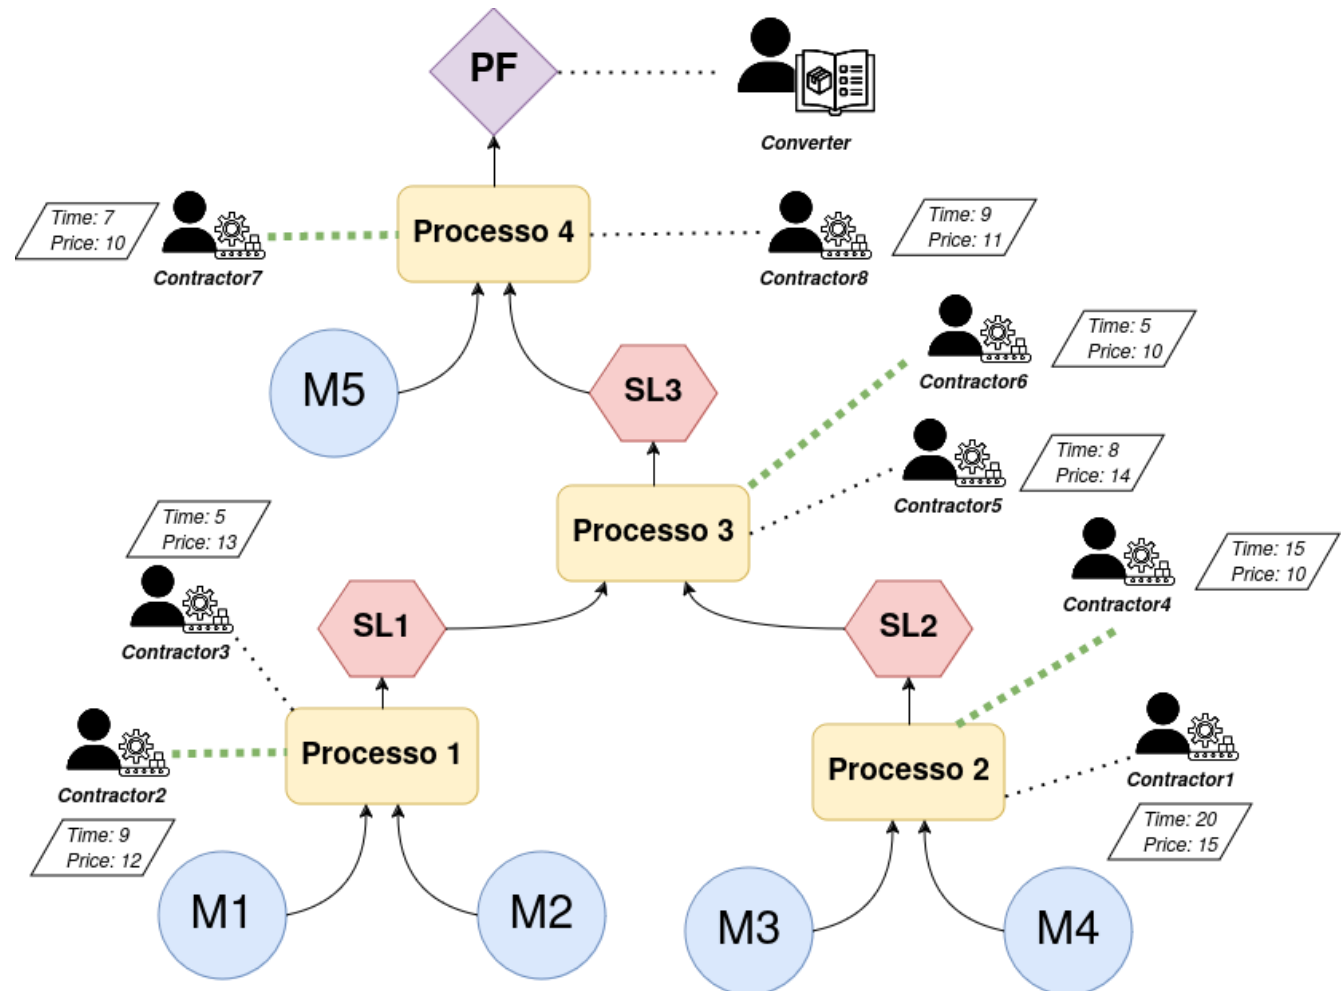 PF
Converter
Time: 7
Price: 10
Contractor7
Processo 4
Contractor8
Time: 9
Price: 11
M5
SL3
Contractor6
Time: 5
Price: 10
Contractor5
Time: 8
Price: 14
Processo 3
Time: 5
Price: 13
Contractor3
SL1
SL2
Contractor4
Time: 15
Price: 10
Contractor2
Time: 9
Price: 12
Processo 1
Processo 2
Contractor1
Time: 20
Price: 15
M1
M2
M3
M4